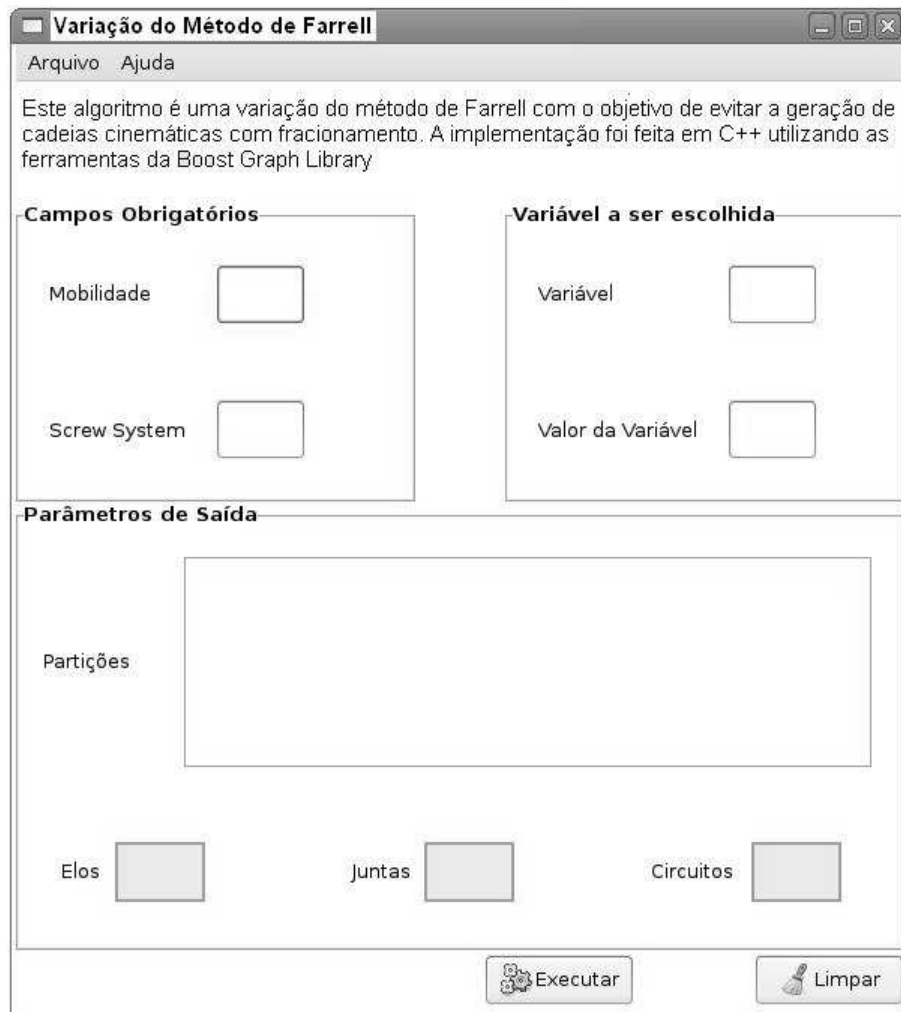 Variação do Método de Farrell
Arquivo Ajuda
Este algoritmo é uma variação do método de Farrell com o objetivo de evitar a geração de
cadeias cinemáticas com fracionamento. A implementação foi feita em C++ utilizando as
ferramentas da Boost Graph Library
Campos Obrigatórios
Mobilidade
Screw System
Variável a ser escolhida
Variável
Valor da Variável
Parâmetros de Saída
Partições
Elos
Juntas
Circuitos
Executar
Limpar